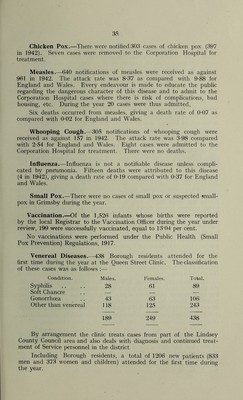 35
Chicken Pox.—There were notified 303 cases of chicken pox (397
in 1942). Seven cases were removed to the Corporation Hospital for
treatment.
Measles.—640 notifications of measles were received as against
961 in 1942. The attack rate was 8·37 as compared with 9·88 for
England and Wales. Every endeavour is made to educate the public
regarding the dangerous character of this disease and to admit to the
Corporation Hospital cases where there is risk of complications, bad
housing, etc. During the year 20 cases were thus admitted.
Six deaths occurred from measles, giving a death rate of 0·07 as
compared with 0·02 for England and Wales.
Whooping Cough.—305 notifications of whooping cough were
received as against 187 in 1942. The attack rate was 3·98 compared
with 2·54 for England and Wales. Eight cases were admitted to the
Corporation Hospital for treatment. There were no deaths.
Influenza.—Influenza is not a notifiable disease unless compli-
cated by pneumonia. Fifteen deaths were attributed to this disease
(4 in 1942), giving a death rate of 0·18 compared with 0·37 for England
and Wales.
Small Pox.—There were no cases of small pox or suspected small-
pox in Grimsby during the year.
Vaccination.—Of the 1,526 infants whose births were reported
by the local Registrar to the Vaccination Officer during the year under
review, 199 were successfully vaccinated, equal to 13·04 per cent.
No vaccinations were performed under the Public Health (Small
Pox Prevention) Regulations, 1917.
Venereal Diseases.—438 Borough residents attended for the
first time during the year at the Queen Street Clinic. The classification
of these cases was as follows:—
Condition. Males. Females. Total.
Syphilis .. .. 28 61 89
Soft Chancre — — —
Gonorrhœa .. 43 63 106
Other than venereal 118 125 243
189 249 438
By arrangement the clinic treats cases from part of the Lindsey
County Council area and also deals with diagnosis and continued treat-
ment of Service personnel in the district
Including Borough residents, a total of 1206 new patients (833
men and 373 women and children) attended for the first time during
the year.